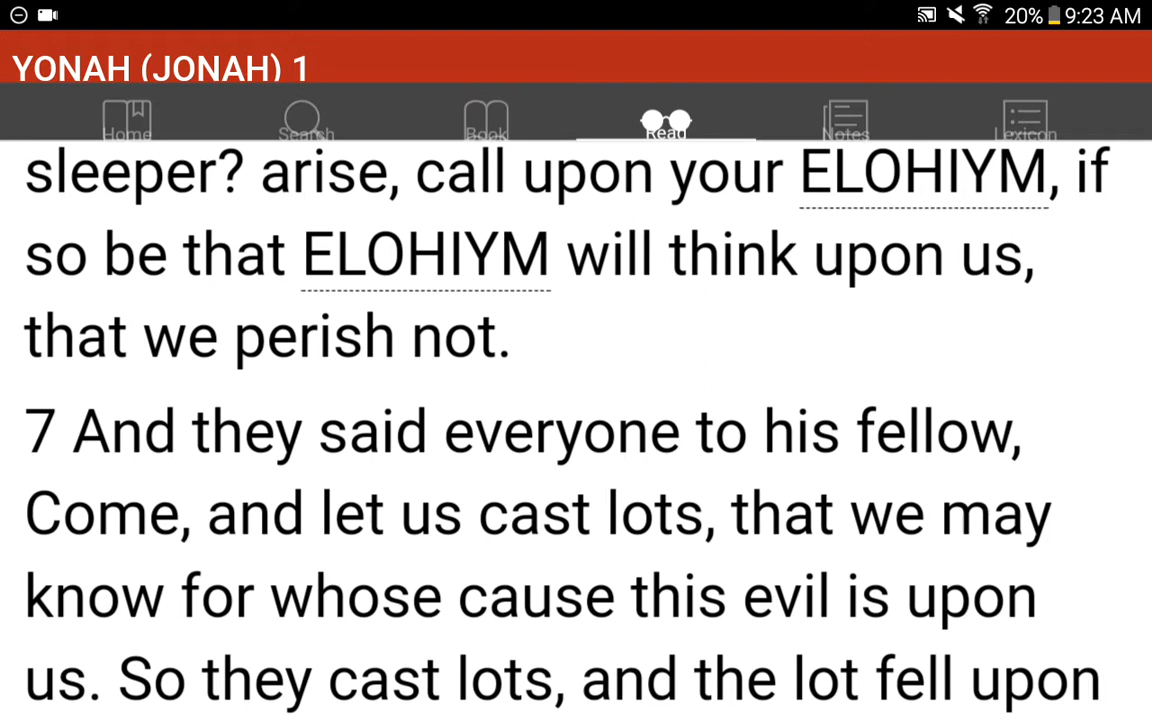 20% 9:23 AM
YONAH (JONAH) 1
Home Search Book Read Notes Lexicon
sleeper? arise, call upon your ELOHIYM, if
so be that ELOHIYM will think upon us,
that we perish not.
7 And they said everyone to his fellow,
Come, and let us cast lots, that we may
know for whose cause this evil is upon
us. So they cast lots, and the lot fell upon